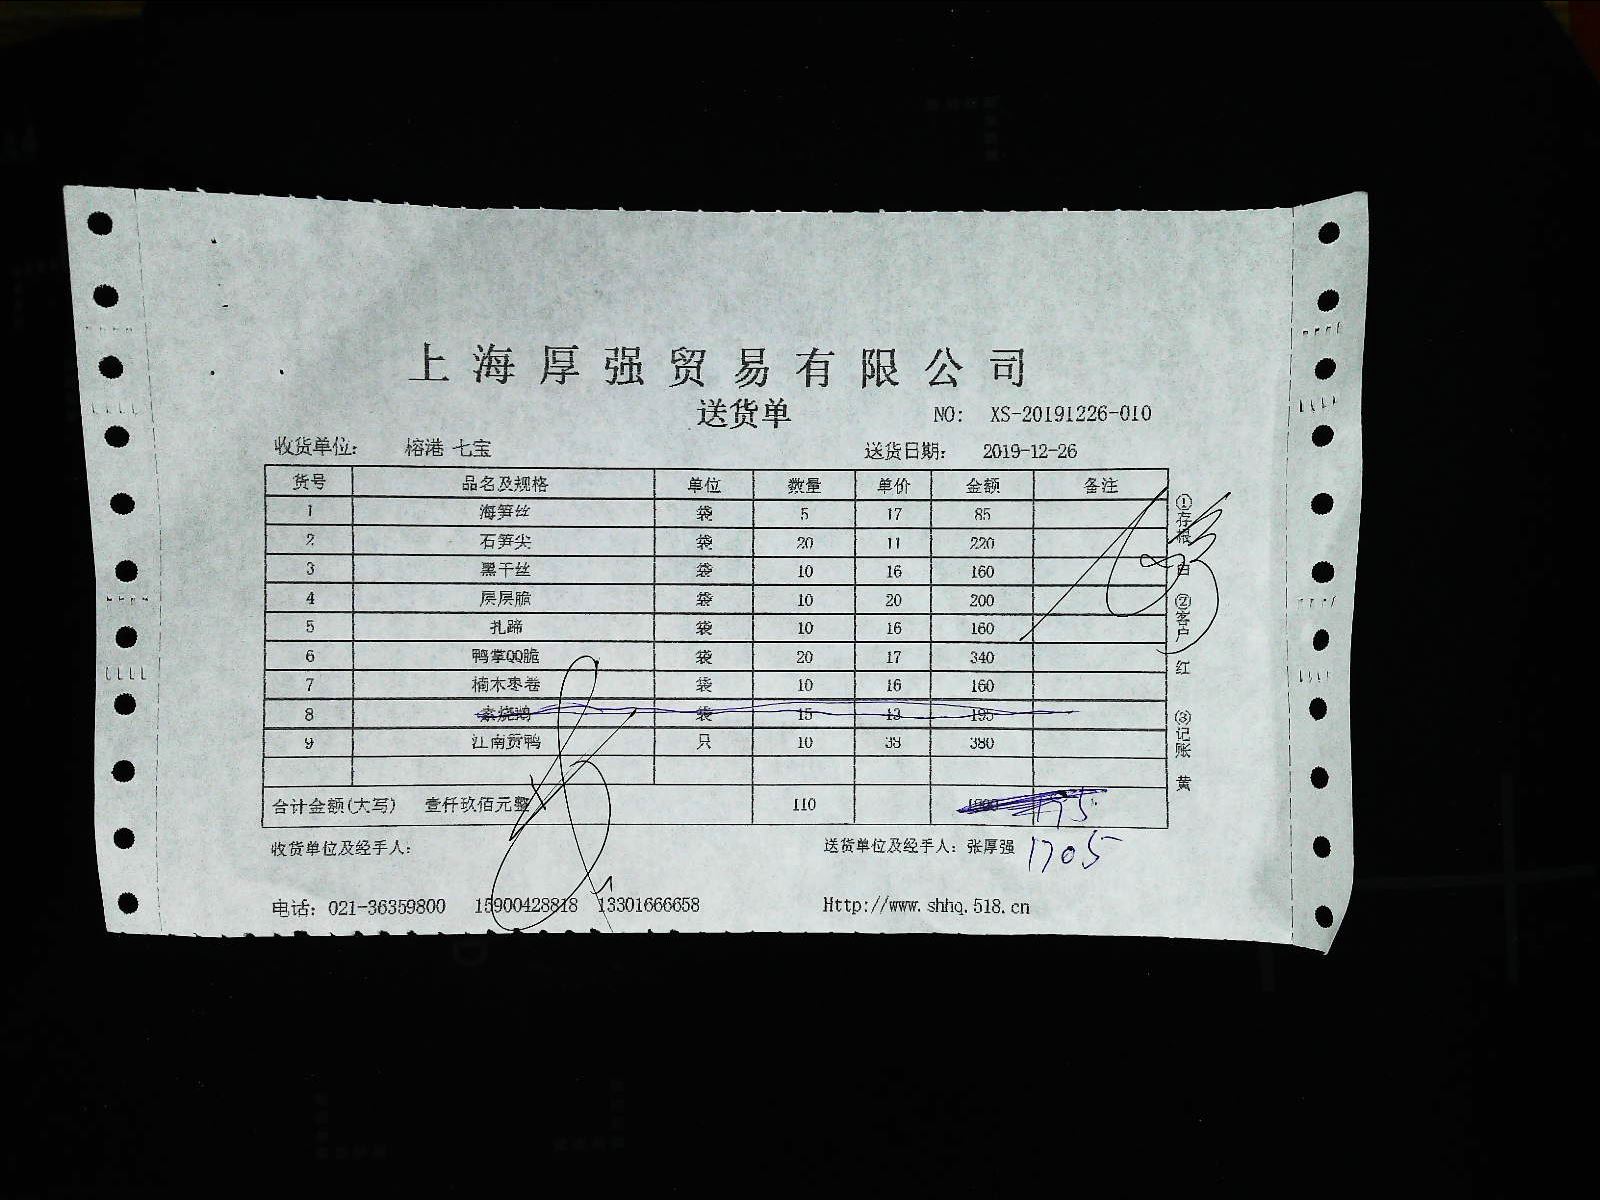 上海厚强贸易有限公司
送货单 NO: XS-20191226-010
收货单位: 榕港 七宝 送货日期: 2019-12-26
货号 品名及规格 单位 数量 单价 金额 备注
1 海笋丝 袋 5 17 85
2 石笋尖 袋 20 11 220
3 黑干丝 袋 10 16 160
4 层层脆 袋 10 20 200
5 扎蹄 袋 10 16 160
6 鸭掌QQ脆 袋 20 17 340
7 楠木枣卷 袋 10 16 160
8 素烧鹅 袋 15 13 195
9 江南贡鸭 只 10 38 380
合计金额(大写) 壹仟玖佰元整 110 1900
1705
收货单位及经手人: 送货单位及经手人: 张厚强
电话: 021-36359800 15900428818 13301666658 Http://www.shhq.518.cn
①存根 白 ②客户 红 ③记账 黄